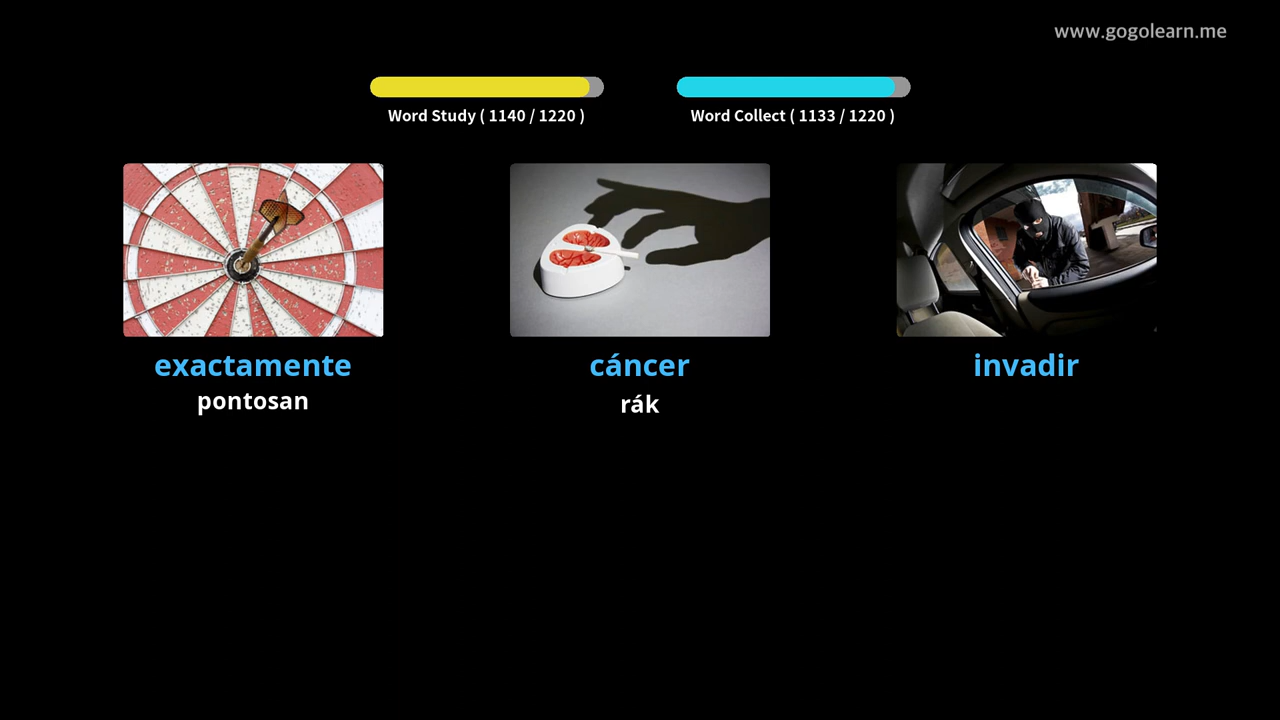 www.gogolearn.me
Word Study ( 1140 / 1220 )
Word Collect ( 1133 / 1220 )
exactamente
pontosan
cáncer
rák
invadir